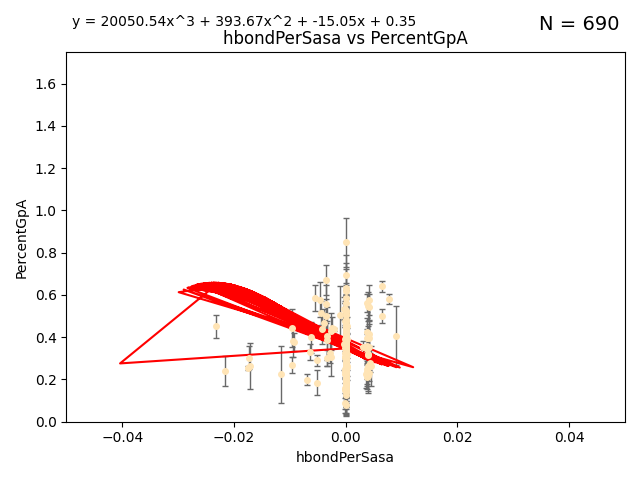 y = 20050.54x^3 + 393.67x^2 + -15.05x + 0.35
N = 690
hbondPerSasa vs PercentGpA
PercentGpA
1.6
1.4
1.2
1.0
0.8
0.6
0.4
0.2
0.0
−0.04 −0.02 0.00 0.02 0.04
hbondPerSasa